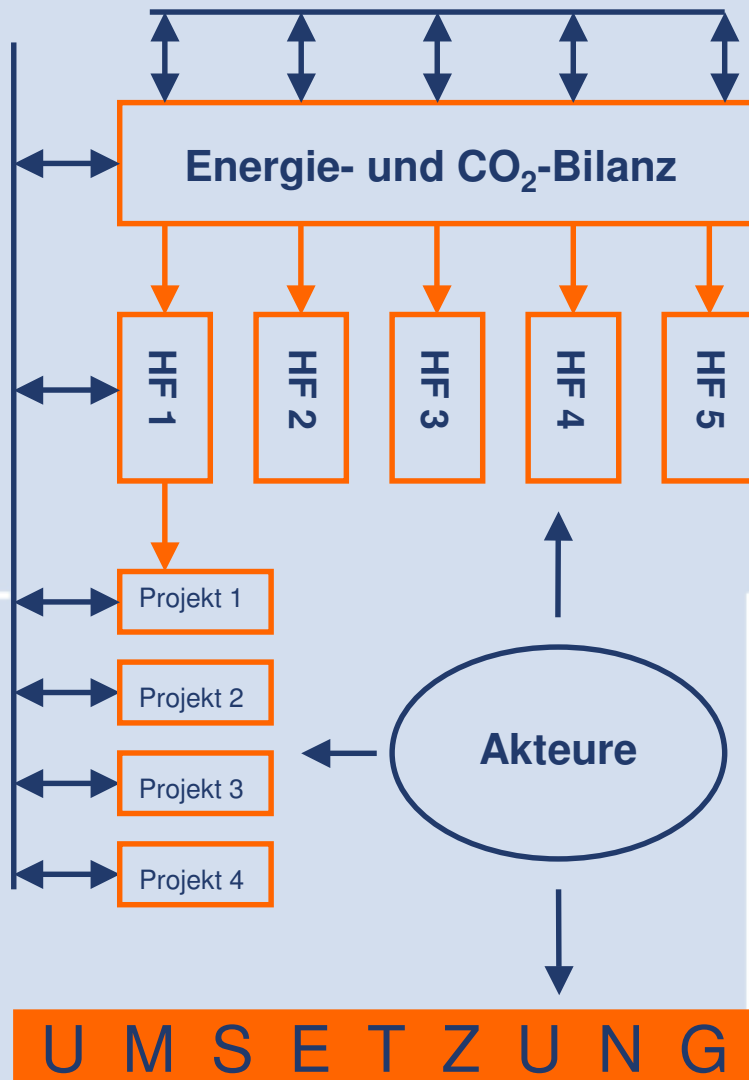 Energie- und CO₂-Bilanz
HF 1
HF 2
HF 3
HF 4
HF 5
Projekt 1
Projekt 2
Projekt 3
Projekt 4
Akteure
UMSETZUNG